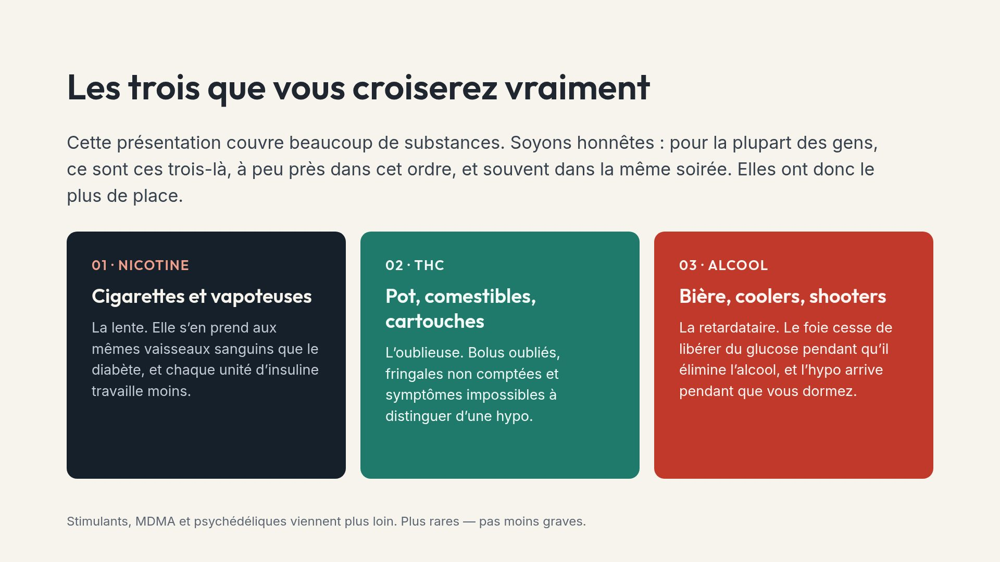 Les trois que vous croiserez vraiment
Cette présentation couvre beaucoup de substances. Soyons honnêtes : pour la plupart des gens,
ce sont ces trois-là, à peu près dans cet ordre, et souvent dans la même soirée. Elles ont donc le
plus de place.
01 · NICOTINE
Cigarettes et vapoteuses
La lente. Elle s’en prend aux
mêmes vaisseaux sanguins que le
diabète, et chaque unité d’insuline
travaille moins.
02 · THC
Pot, comestibles,
cartouches
L’oublieuse. Bolus oubliés,
fringales non comptées et
symptômes impossibles à
distinguer d’une hypo.
03 · ALCOOL
Bière, coolers, shooters
La retardataire. Le foie cesse de
libérer du glucose pendant qu’il
élimine l’alcool, et l’hypo arrive
pendant que vous dormez.
Stimulants, MDMA et psychédéliques viennent plus loin. Plus rares — pas moins graves.